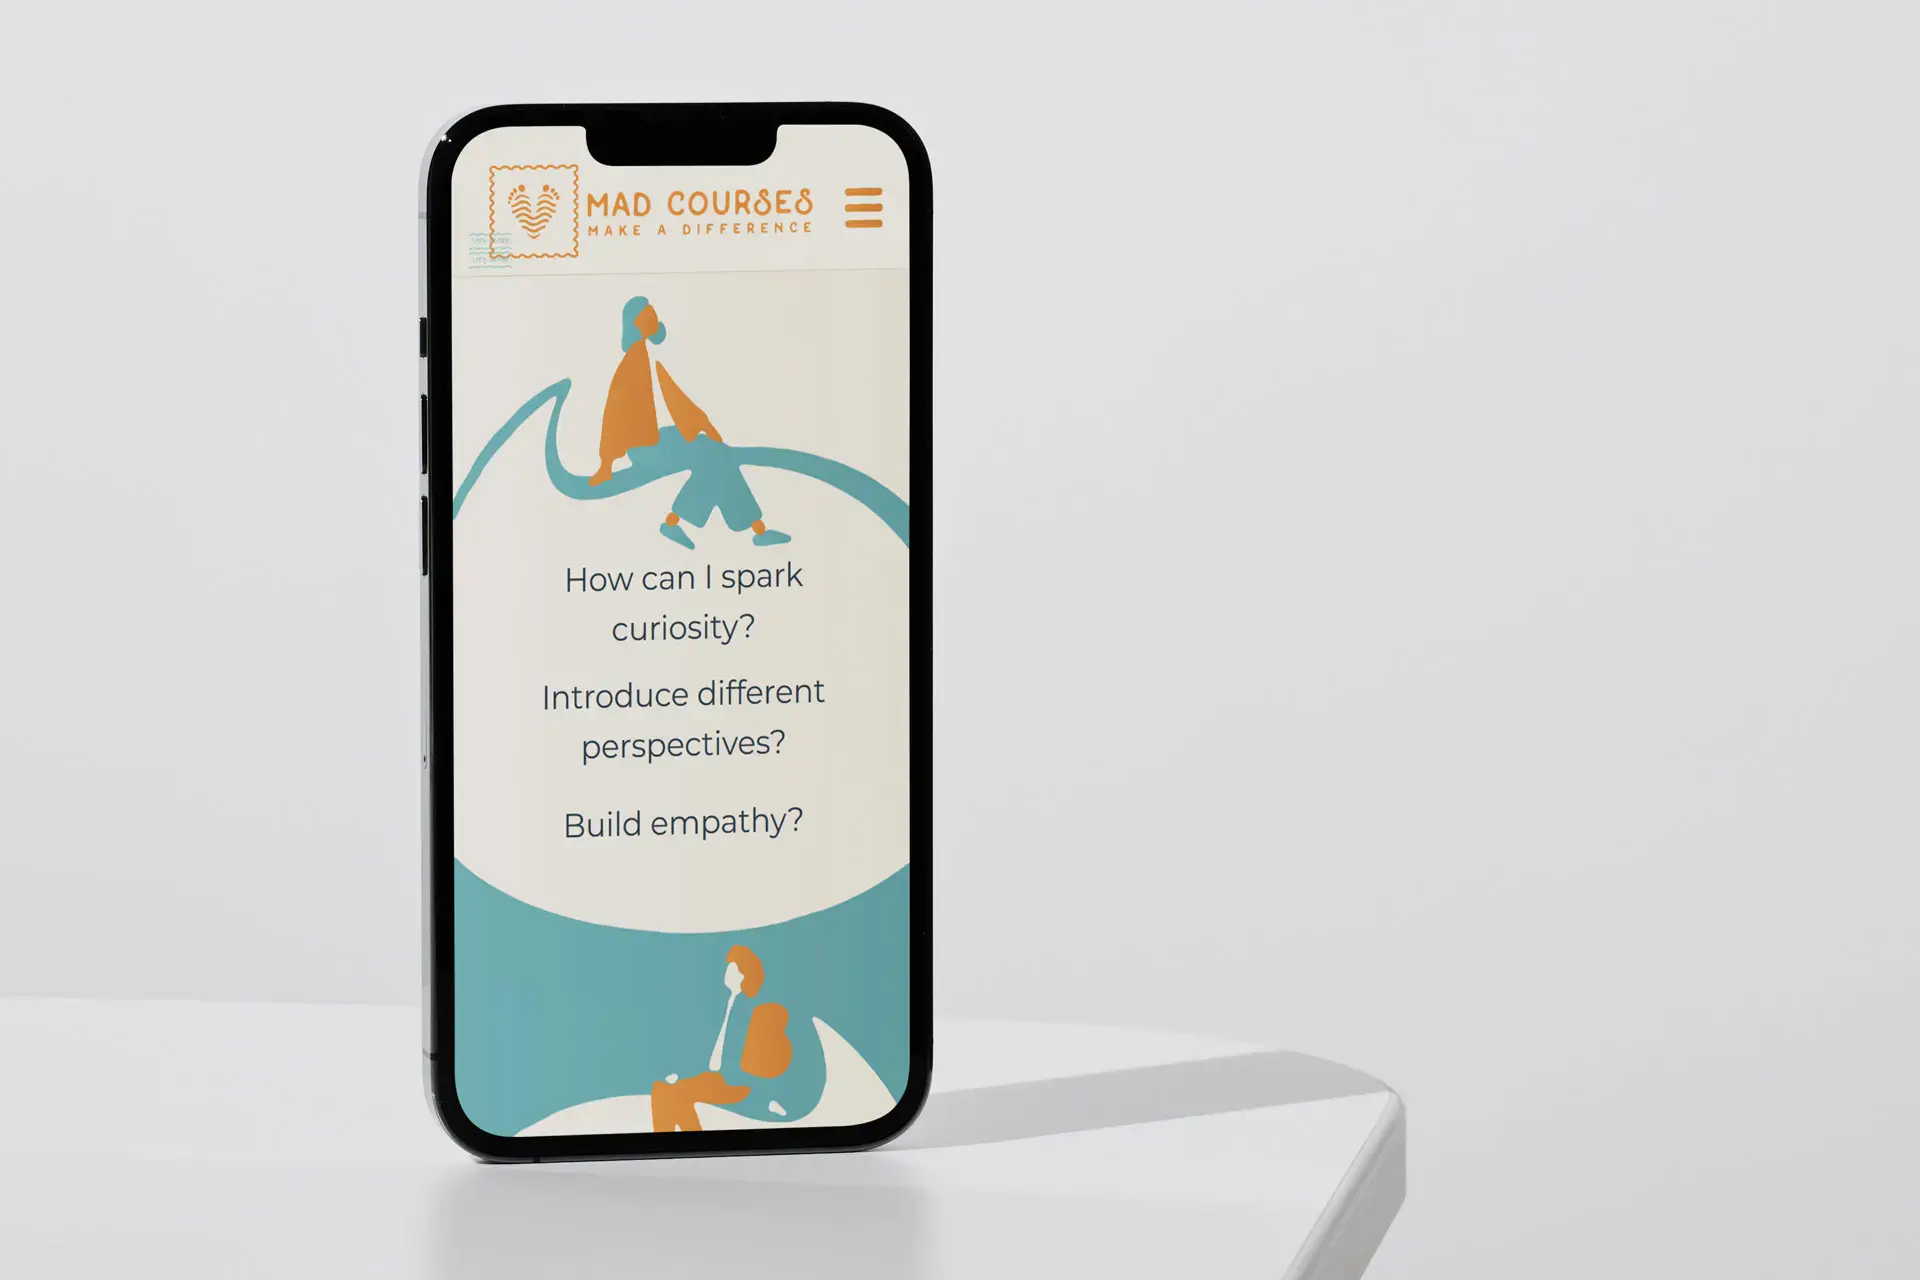 MAD COURSES
MAKE A DIFFERENCE
How can I spark
curiosity?
Introduce different
perspectives?
Build empathy?